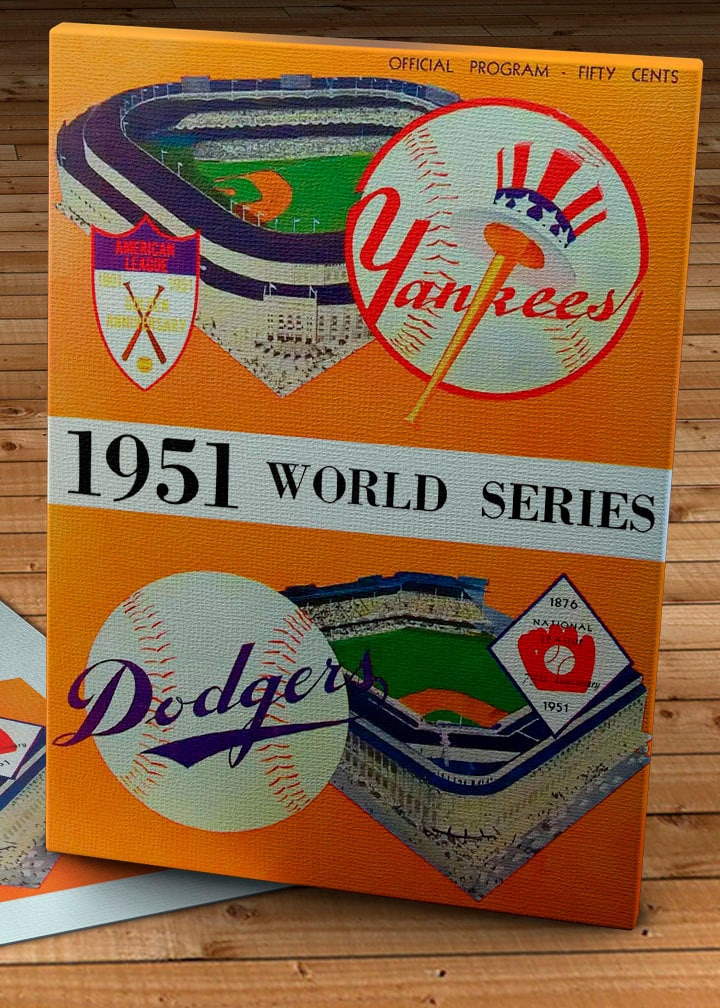 OFFICIAL PROGRAM - FIFTY CENTS
AMERICAN
LEAGUE
Yankees
1951 WORLD SERIES
Dodgers
1876
NATIONAL
LEAGUE
1951